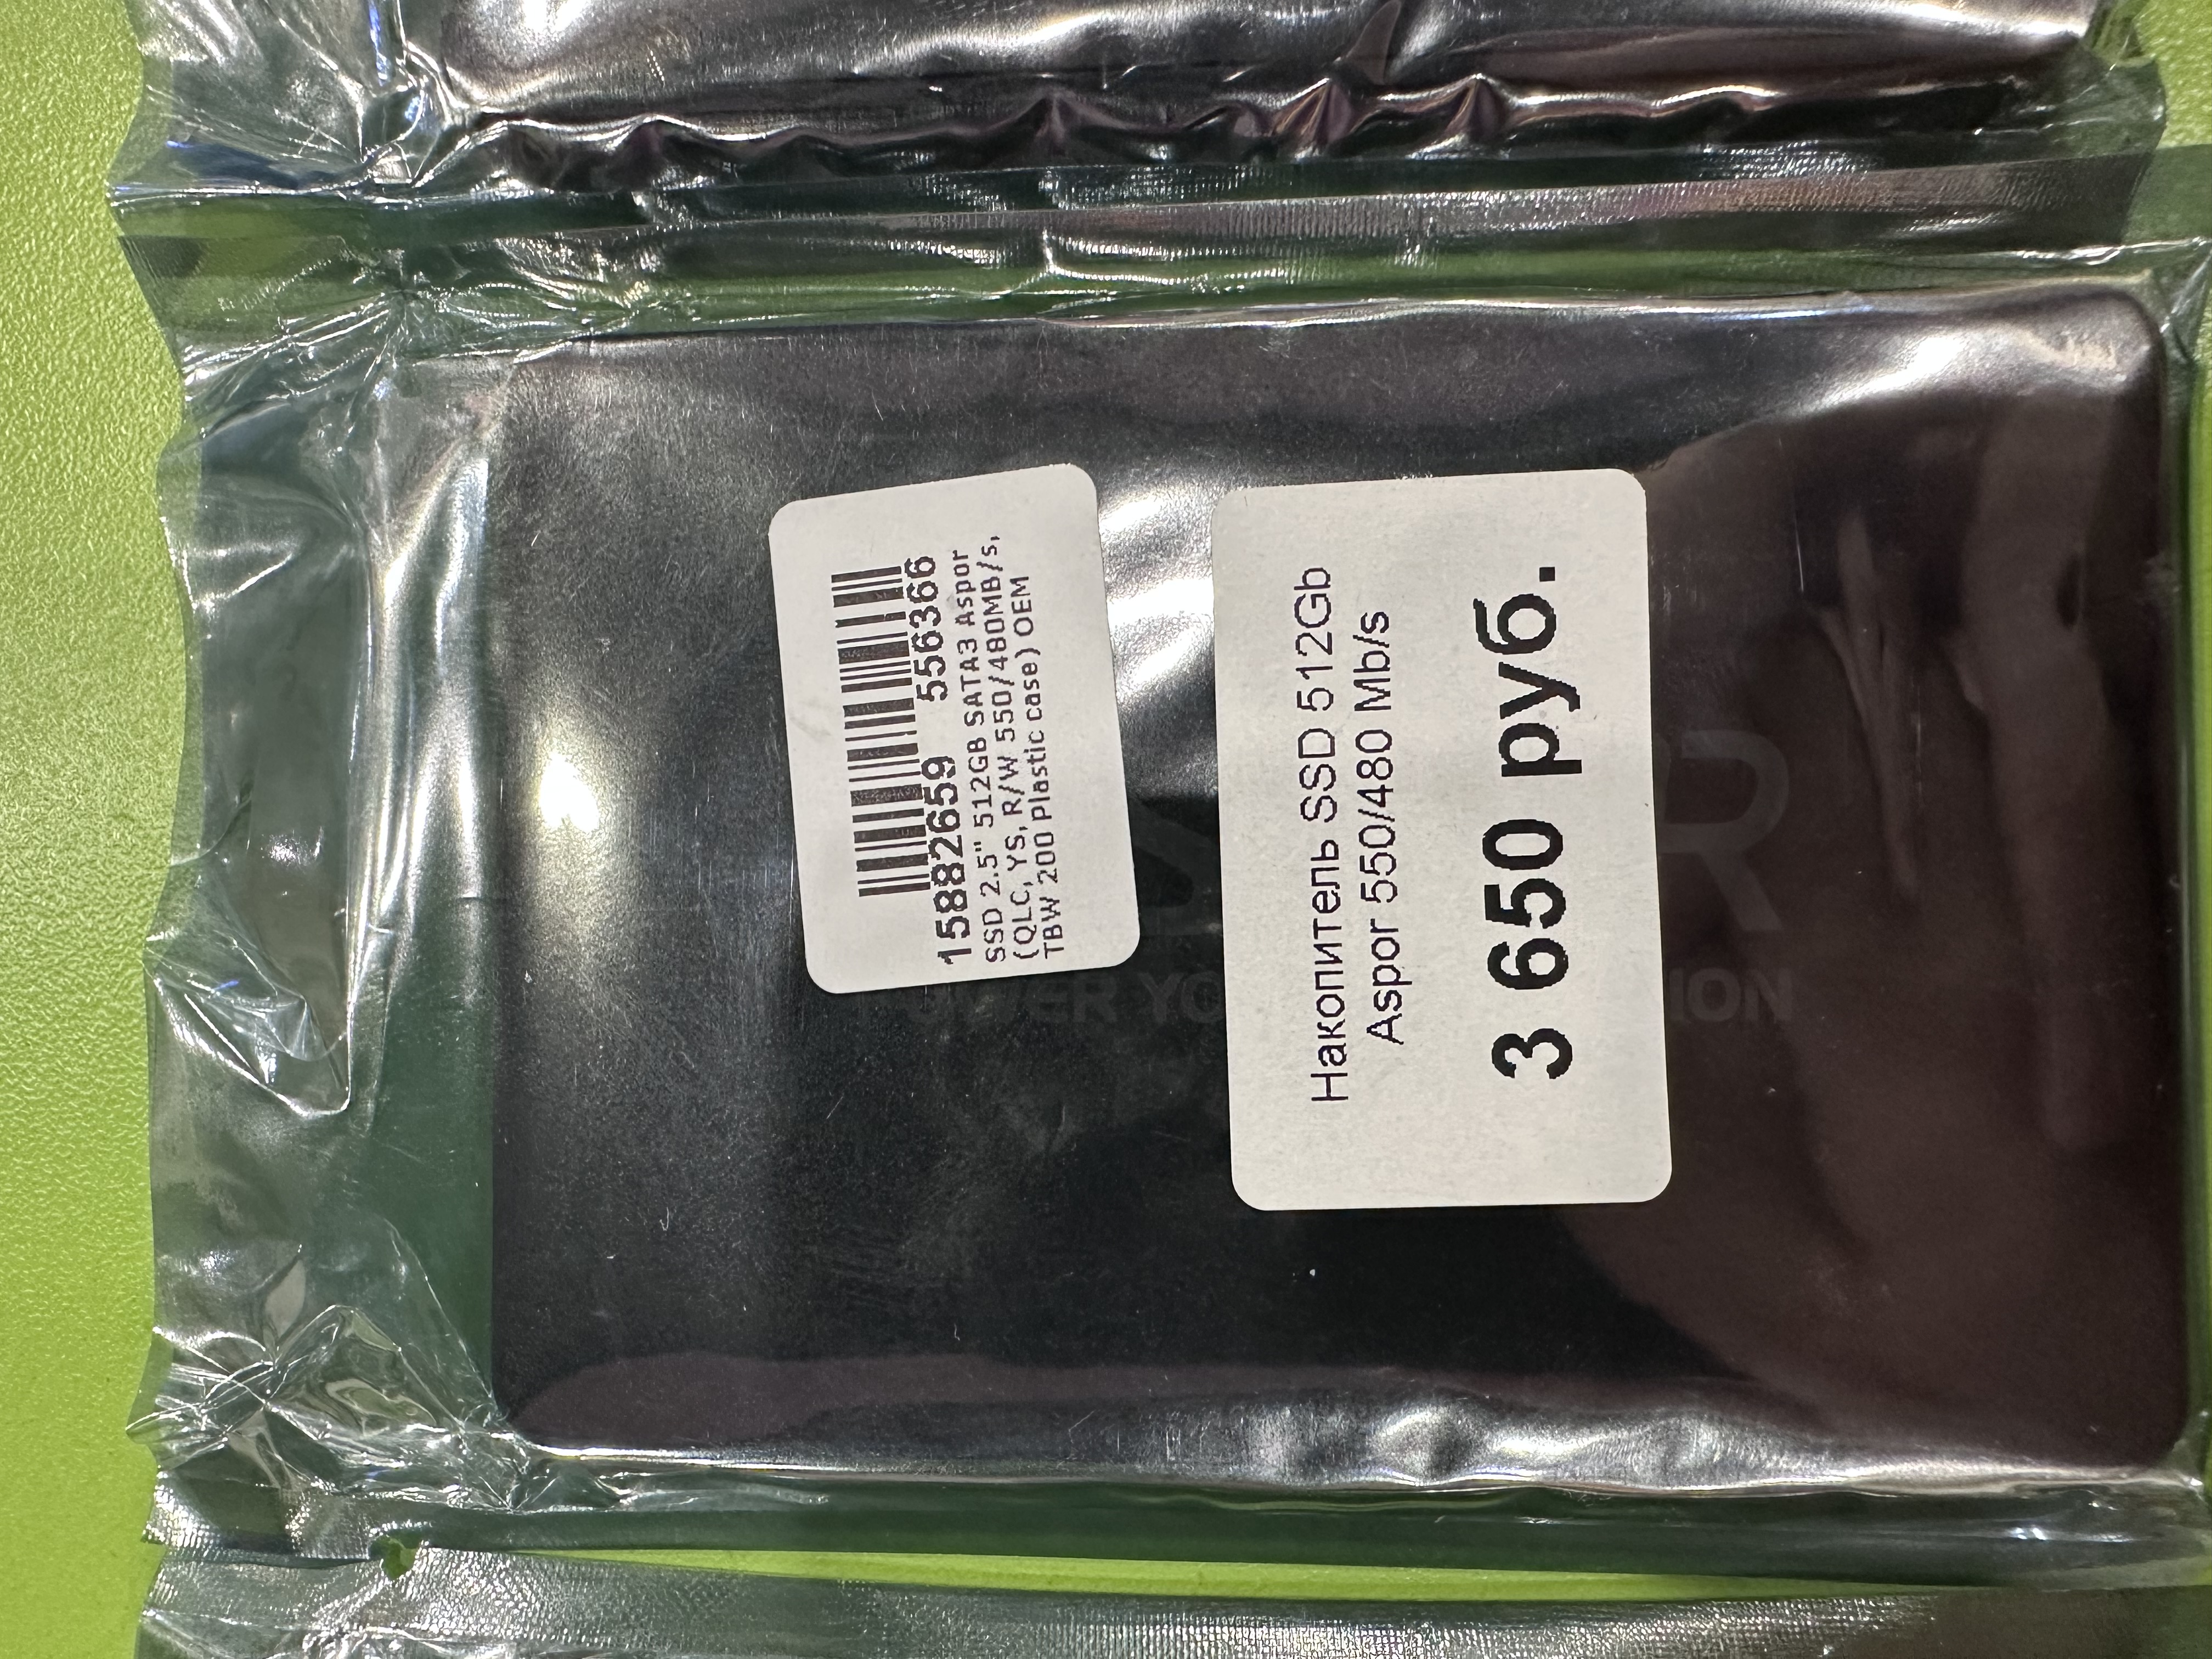 15882659 556366
SSD 2.5" 512GB SATA3 Aspor
(QLC, YS, R/W 550/480MB/s,
TBW 200 Plastic case) OEM
Накопитель SSD 512Gb
Aspor 550/480 Mb/s
3 650 руб.
POWER